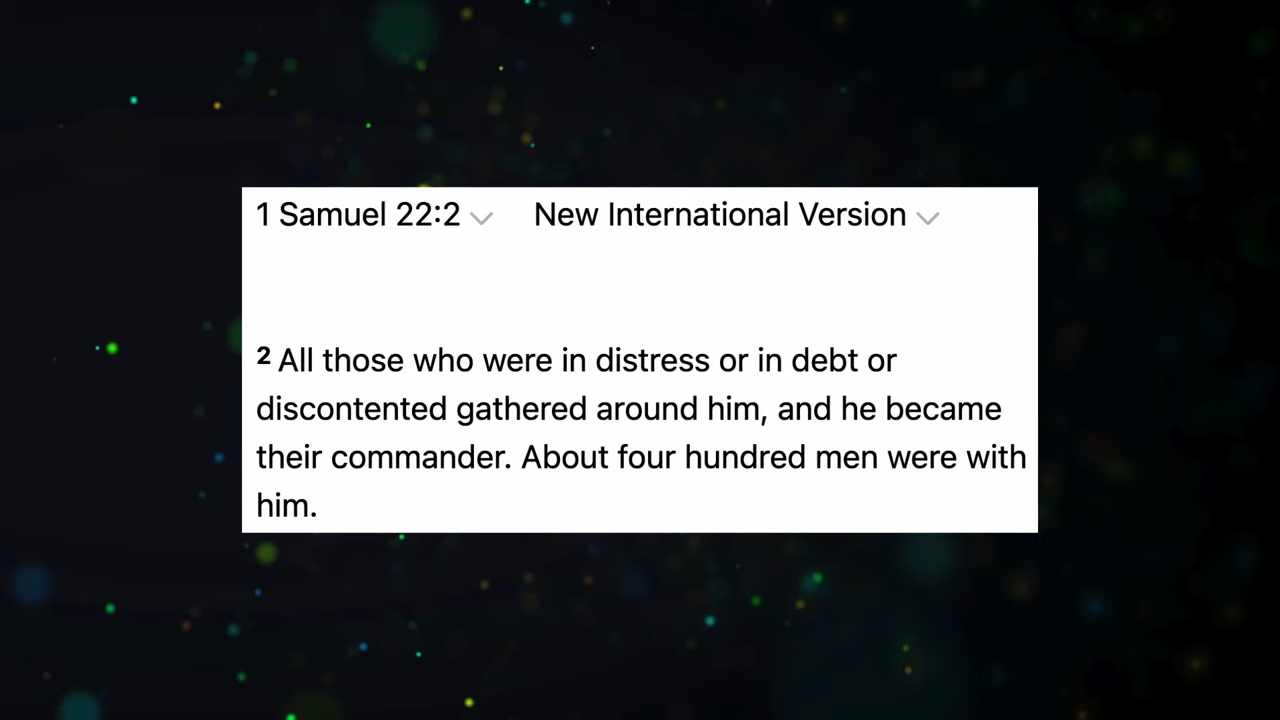 1 Samuel 22:2 New International Version
2 All those who were in distress or in debt or
discontented gathered around him, and he became
their commander. About four hundred men were with
him.